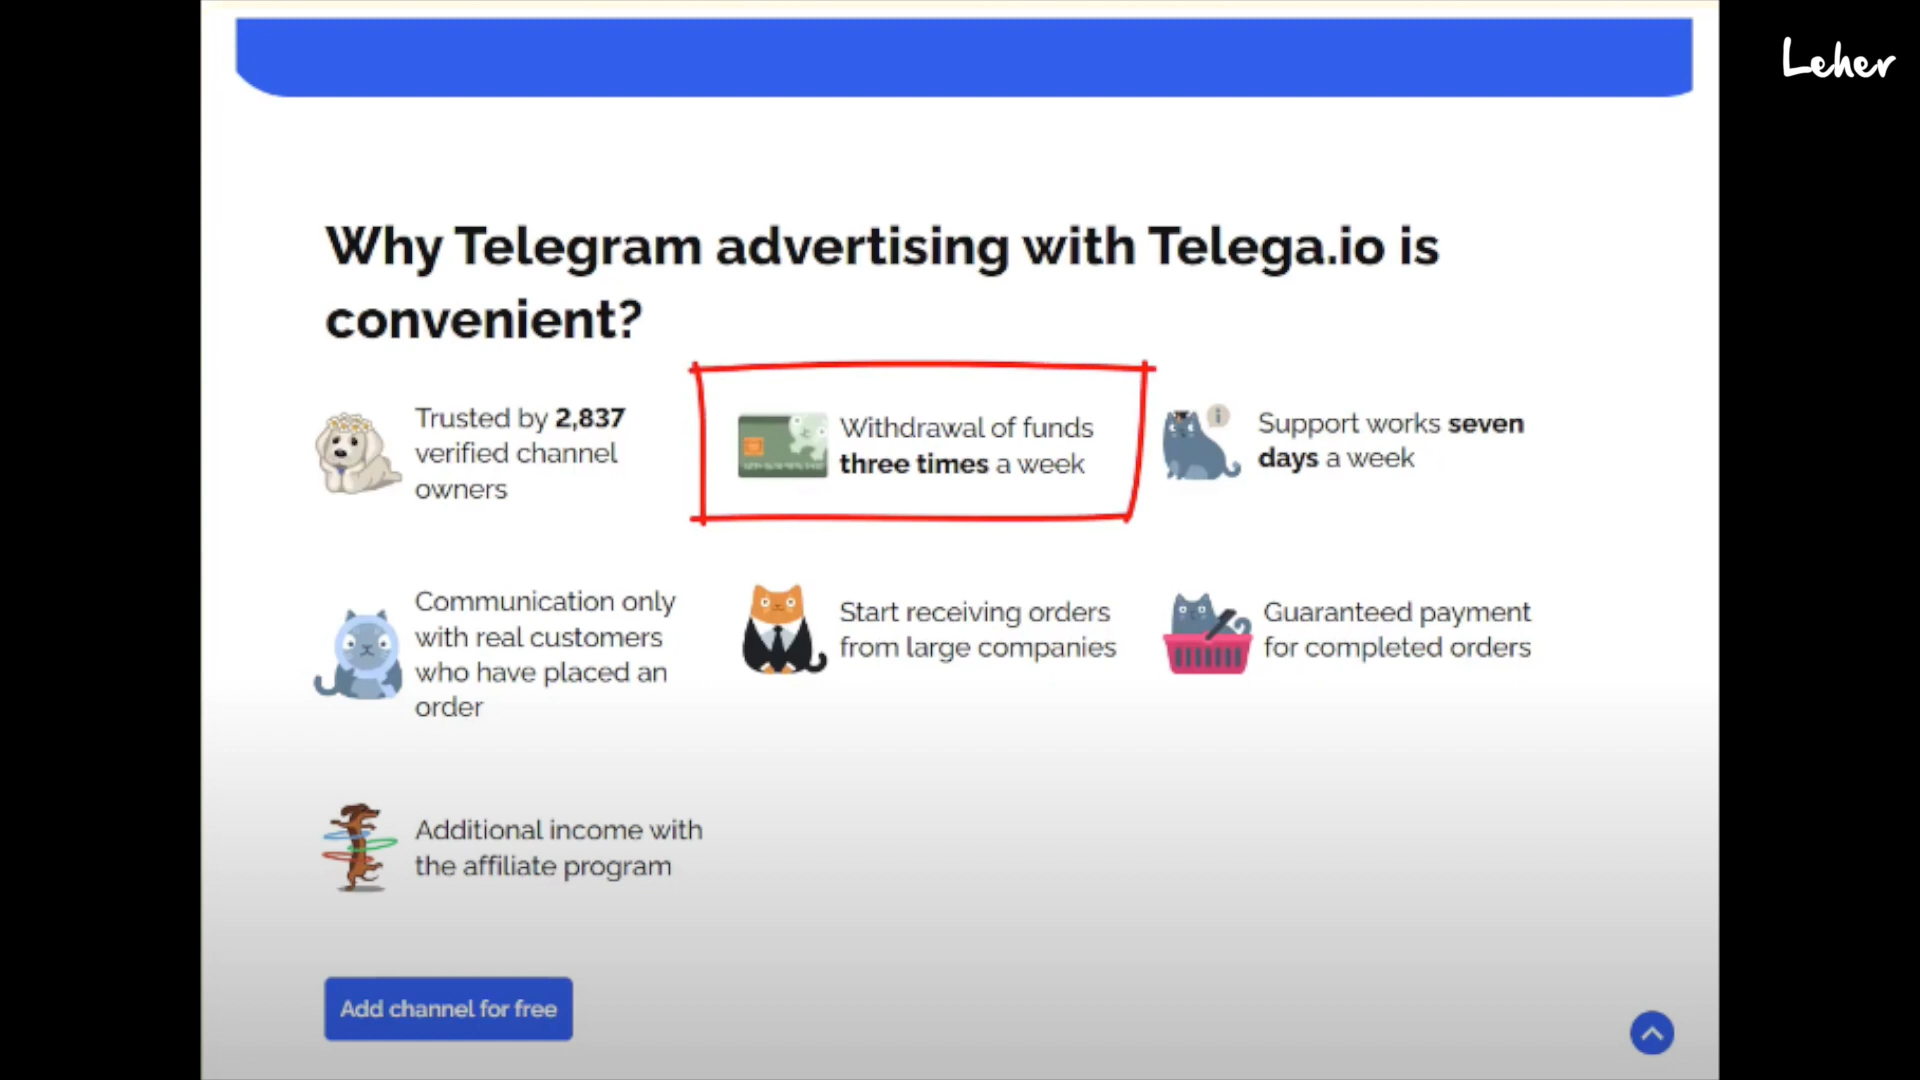 Leher
Why Telegram advertising with Telega.io is
convenient?
Trusted by 2,837
verified channel
owners
Withdrawal of funds
three times a week
Support works seven
days a week
Communication only
with real customers
who have placed an
order
Start receiving orders
from large companies
Guaranteed payment
for completed orders
Additional income with
the affiliate program
Add channel for free